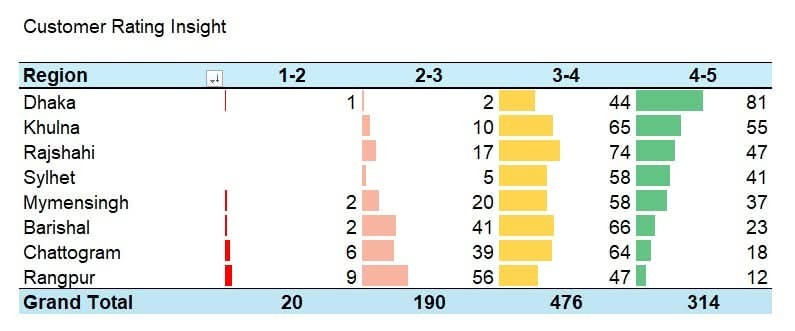 Customer Rating Insight
Region 1-2 2-3 3-4 4-5
Dhaka 1 2 44 81
Khulna 10 65 55
Rajshahi 17 74 47
Sylhet 5 58 41
Mymensingh 2 20 58 37
Barishal 2 41 66 23
Chattogram 6 39 64 18
Rangpur 9 56 47 12
Grand Total 20 190 476 314